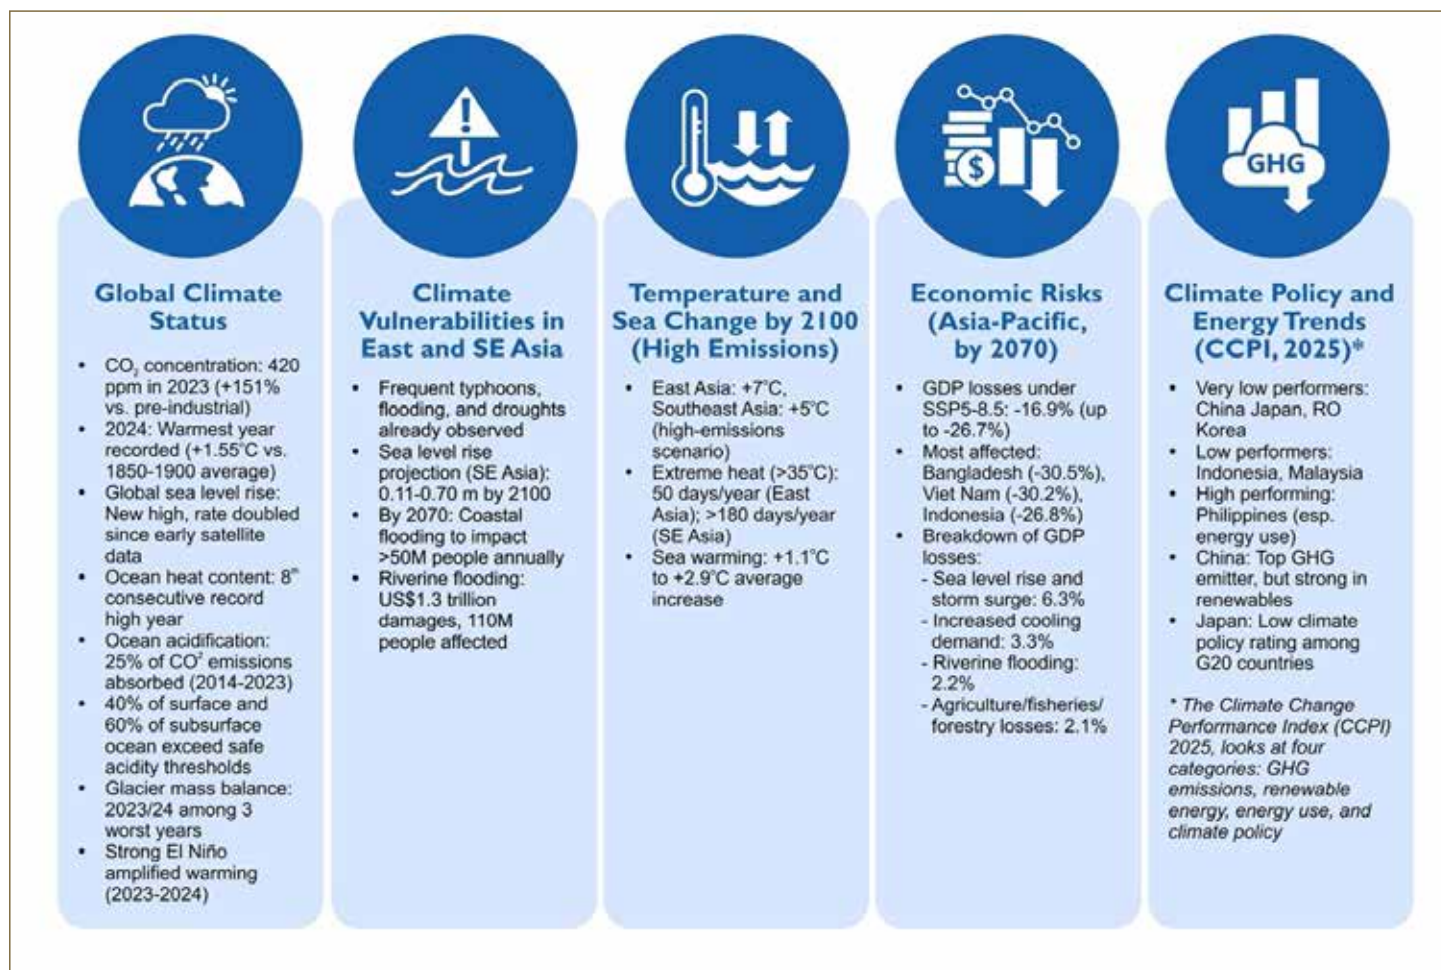 GHG
Global Climate
Status
• CO₂ concentration: 420
ppm in 2023 (+151%
vs. pre-industrial)
• 2024: Warmest year
recorded (+1.55°C vs.
1850-1900 average)
• Global sea level rise:
New high, rate doubled
since early satellite
data
• Ocean heat content: 8th
consecutive record
high year
• Ocean acidification:
25% of CO² emissions
absorbed (2014-2023)
• 40% of surface and
60% of subsurface
ocean exceed safe
acidity thresholds
• Glacier mass balance:
2023/24 among 3
worst years
• Strong El Niño
amplified warming
(2023-2024)
Climate
Vulnerabilities in
East and SE Asia
• Frequent typhoons,
flooding, and droughts
already observed
• Sea level rise
projection (SE Asia):
0.11-0.70 m by 2100
• By 2070: Coastal
flooding to impact
>50M people annually
• Riverine flooding:
US$1.3 trillion
damages, 110M
people affected
Temperature and
Sea Change by 2100
(High Emissions)
• East Asia: +7°C,
Southeast Asia: +5°C
(high-emissions
scenario)
• Extreme heat (>35°C):
50 days/year (East
Asia); >180 days/year
(SE Asia)
• Sea warming: +1.1°C
to +2.9°C average
increase
Economic Risks
(Asia-Pacific,
by 2070)
• GDP losses under
SSP5-8.5: -16.9% (up
to -26.7%)
• Most affected:
Bangladesh (-30.5%),
Viet Nam (-30.2%),
Indonesia (-26.8%)
• Breakdown of GDP
losses:
- Sea level rise and
storm surge: 6.3%
- Increased cooling
demand: 3.3%
- Riverine flooding:
2.2%
- Agriculture/fisheries/
forestry losses: 2.1%
Climate Policy and
Energy Trends
(CCPI, 2025)*
• Very low performers:
China Japan, RO
Korea
• Low performers:
Indonesia, Malaysia
• High performing:
Philippines (esp.
energy use)
• China: Top GHG
emitter, but strong in
renewables
• Japan: Low climate
policy rating among
G20 countries
* The Climate Change
Performance Index (CCPI)
2025, looks at four
categories: GHG
emissions, renewable
energy, energy use, and
climate policy